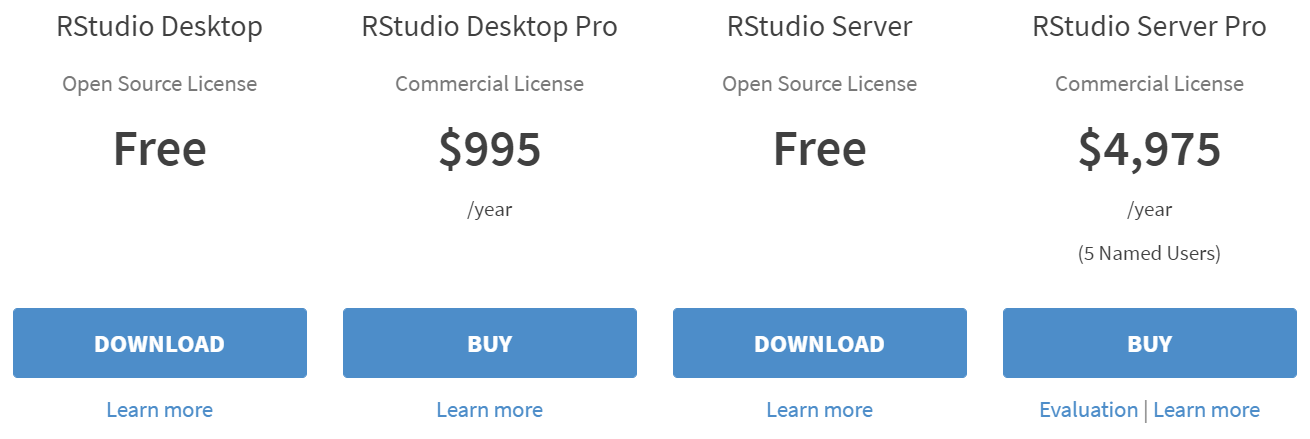 RStudio Desktop
Open Source License
Free
DOWNLOAD
Learn more
RStudio Desktop Pro
Commercial License
$995
/year
BUY
Learn more
RStudio Server
Open Source License
Free
DOWNLOAD
Learn more
RStudio Server Pro
Commercial License
$4,975
/year
(5 Named Users)
BUY
Evaluation | Learn more